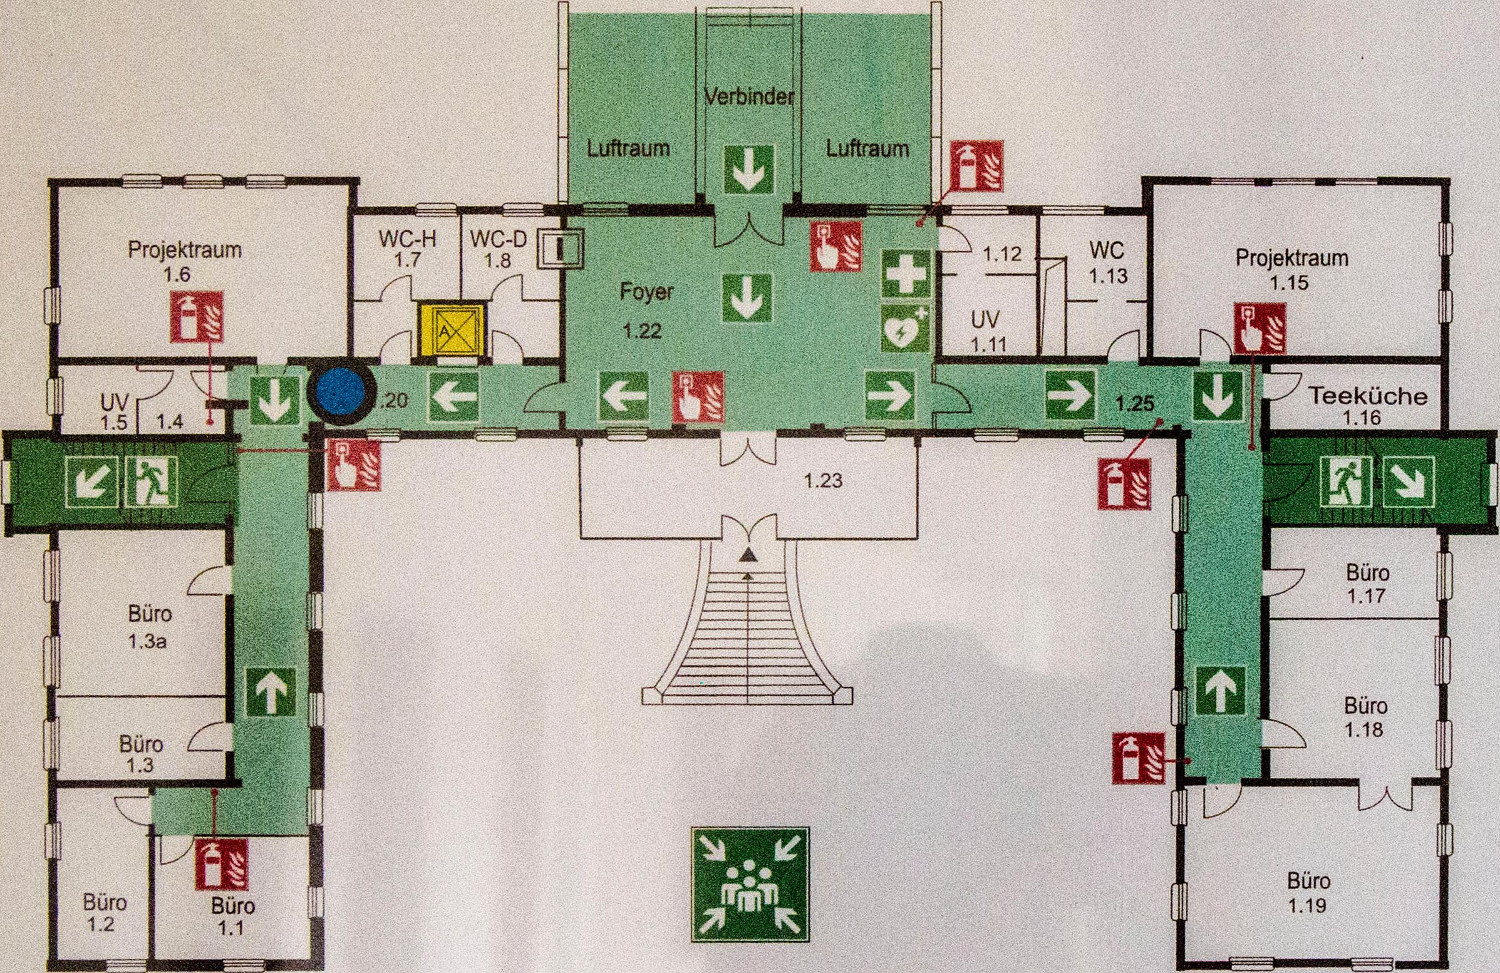 Verbinder
Luftraum
Luftraum
Projektraum
1.6
WC-H
1.7
WC-D
1.8
A
Foyer
1.22
1.12
UV
1.11
WC
1.13
Projektraum
1.15
UV
1.5
1.4
.20
1.25
Teeküche
1.16
1.23
Büro
1.3a
Büro
1.3
Büro
1.2
Büro
1.1
Büro
1.17
Büro
1.18
Büro
1.19